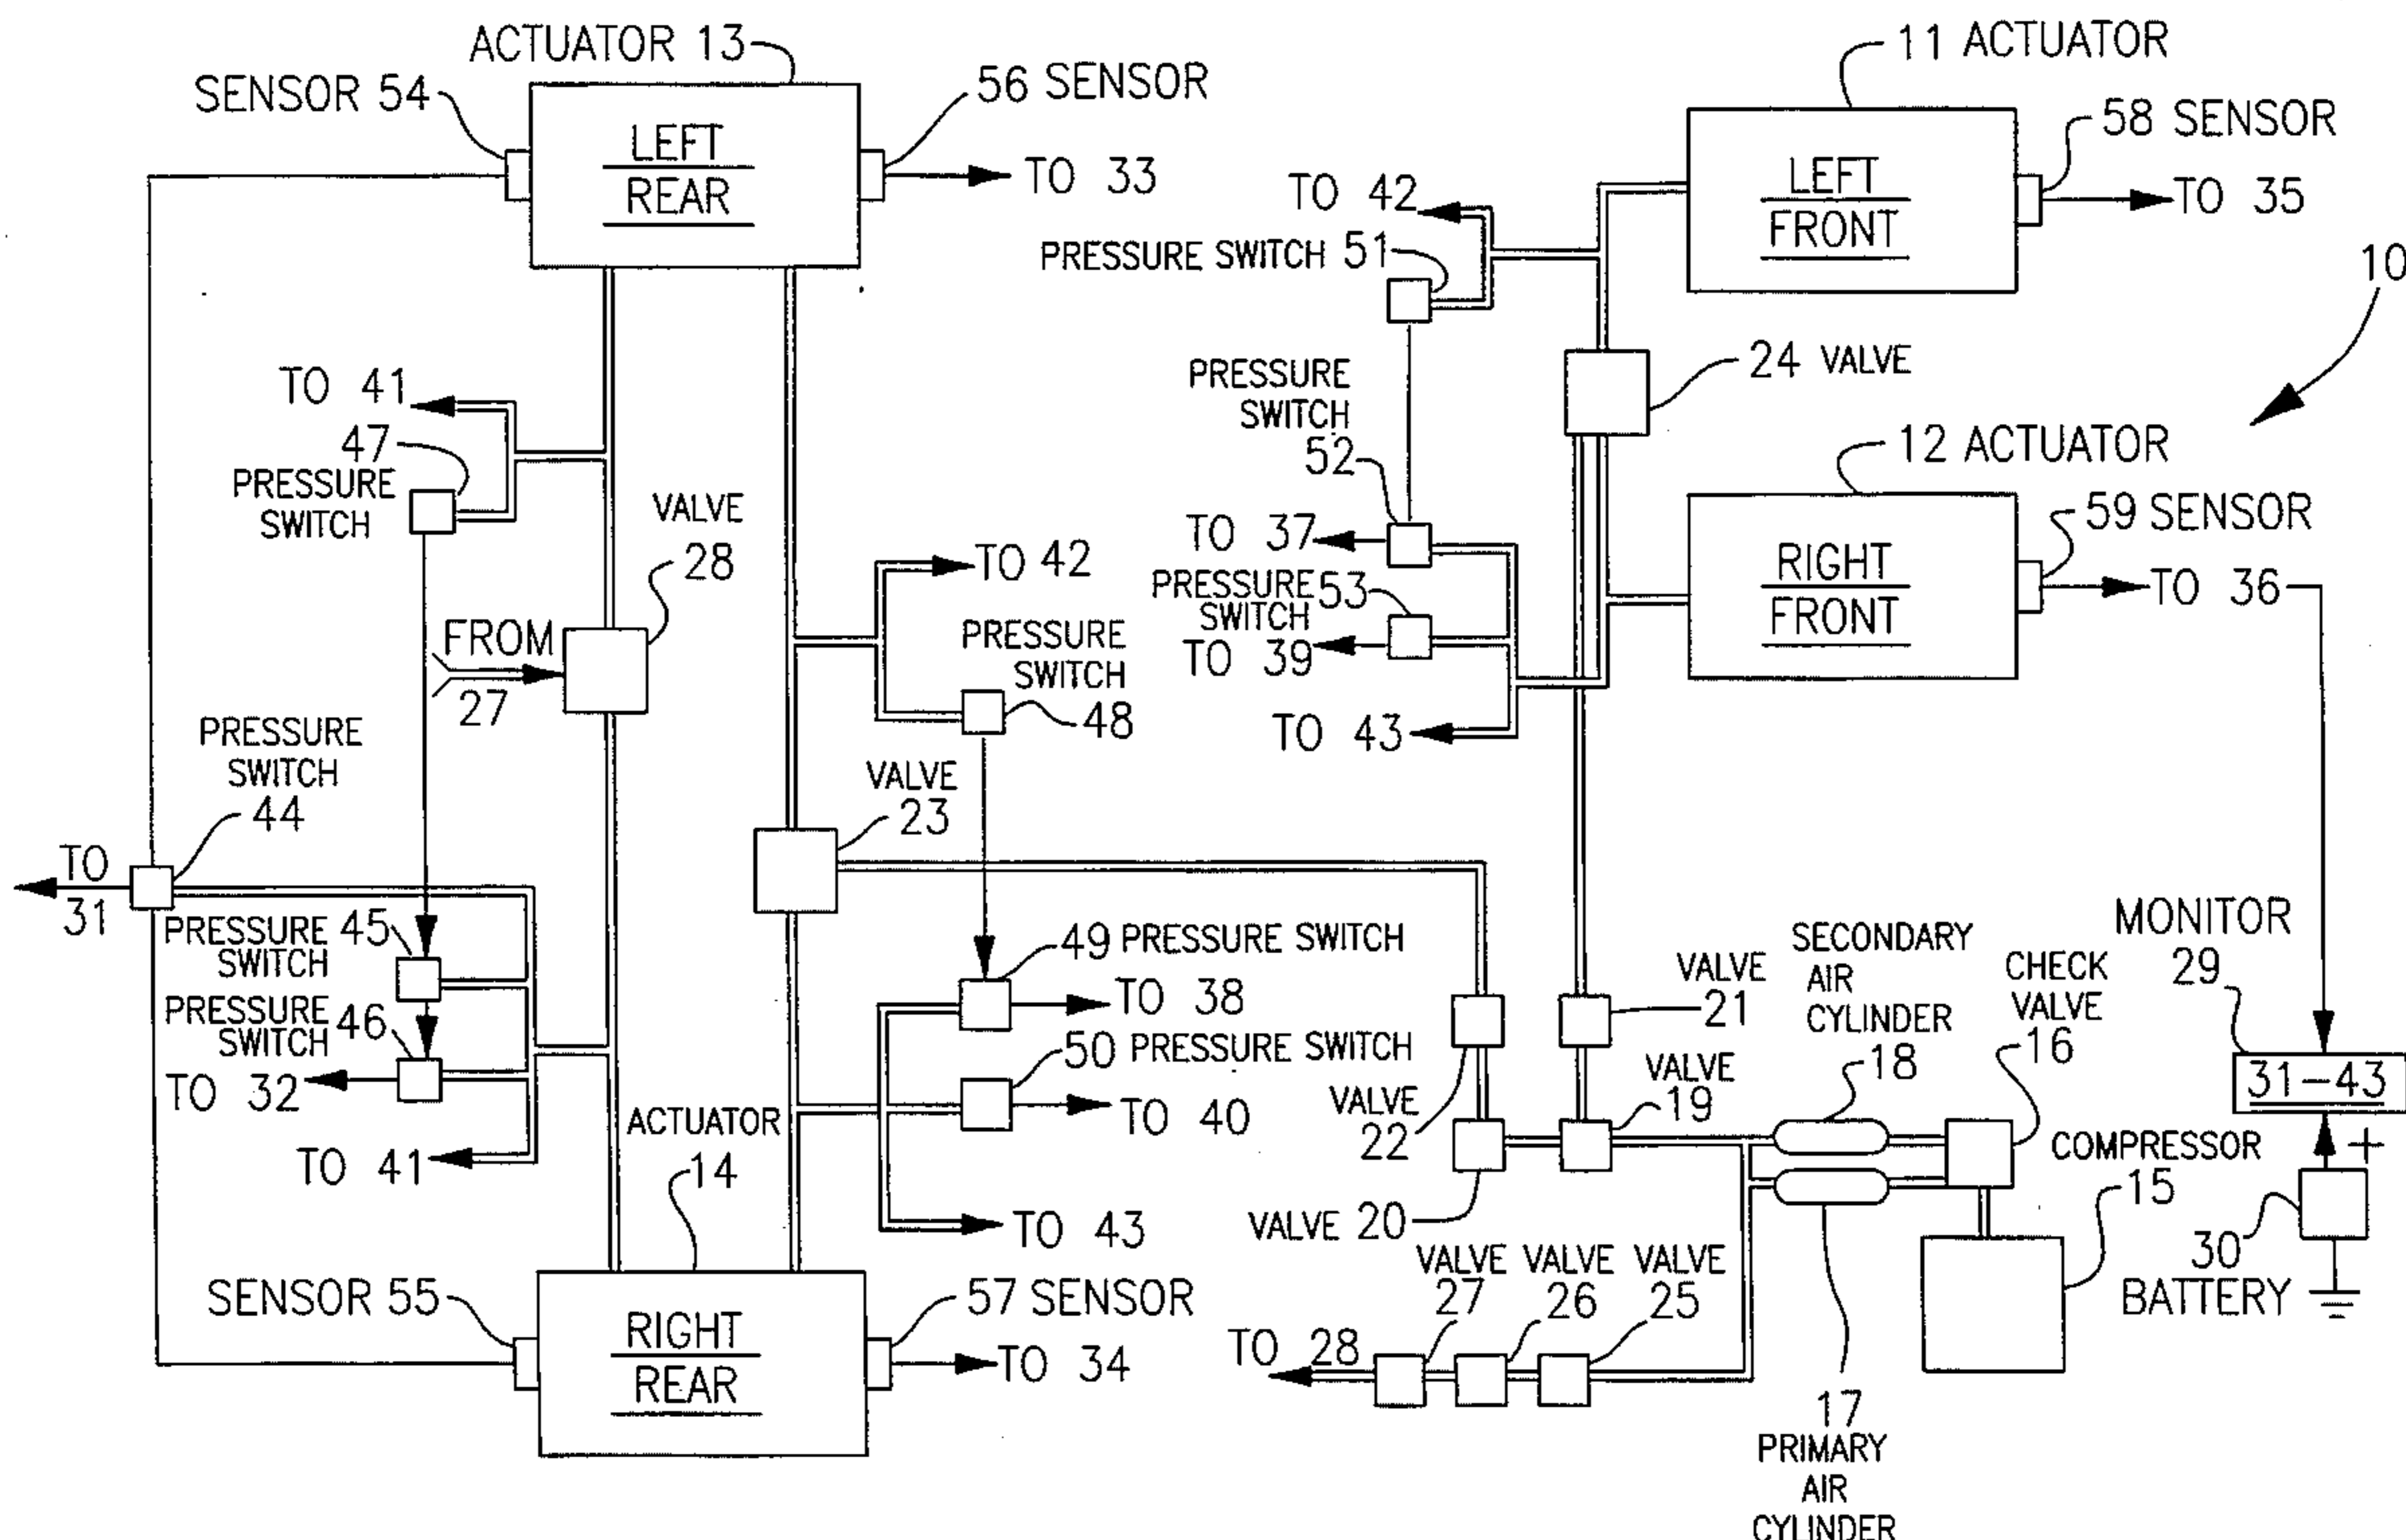 ACTUATOR 13
SENSOR 54
56 SENSOR
LEFT
REAR
TO 33
11 ACTUATOR
58 SENSOR
LEFT
FRONT
TO 35
TO 42
PRESSURE SWITCH 51
10
24 VALVE
PRESSURE
SWITCH
52
TO 41
47
PRESSURE
SWITCH
VALVE
28
12 ACTUATOR
59 SENSOR
RIGHT
FRONT
TO 36
TO 37
PRESSURE
SWITCH 53
TO 39
TO 43
TO 42
PRESSURE
SWITCH
48
FROM
27
PRESSURE
SWITCH
44
VALVE
23
TO
31
PRESSURE 45
SWITCH
PRESSURE
SWITCH 46
TO 32
TO 41
49 PRESSURE SWITCH
TO 38
50 PRESSURE SWITCH
TO 40
TO 43
ACTUATOR
14
SENSOR 55
57 SENSOR
RIGHT
REAR
TO 34
VALVE
21
VALVE
22
VALVE
19
VALVE 20
SECONDARY
AIR
CYLINDER
18
CHECK
VALVE
16
MONITOR
29
31-43
COMPRESSOR
15
+
30
BATTERY
VALVE VALVE VALVE
27 26 25
TO 28
17
PRIMARY
AIR
CYLINDER